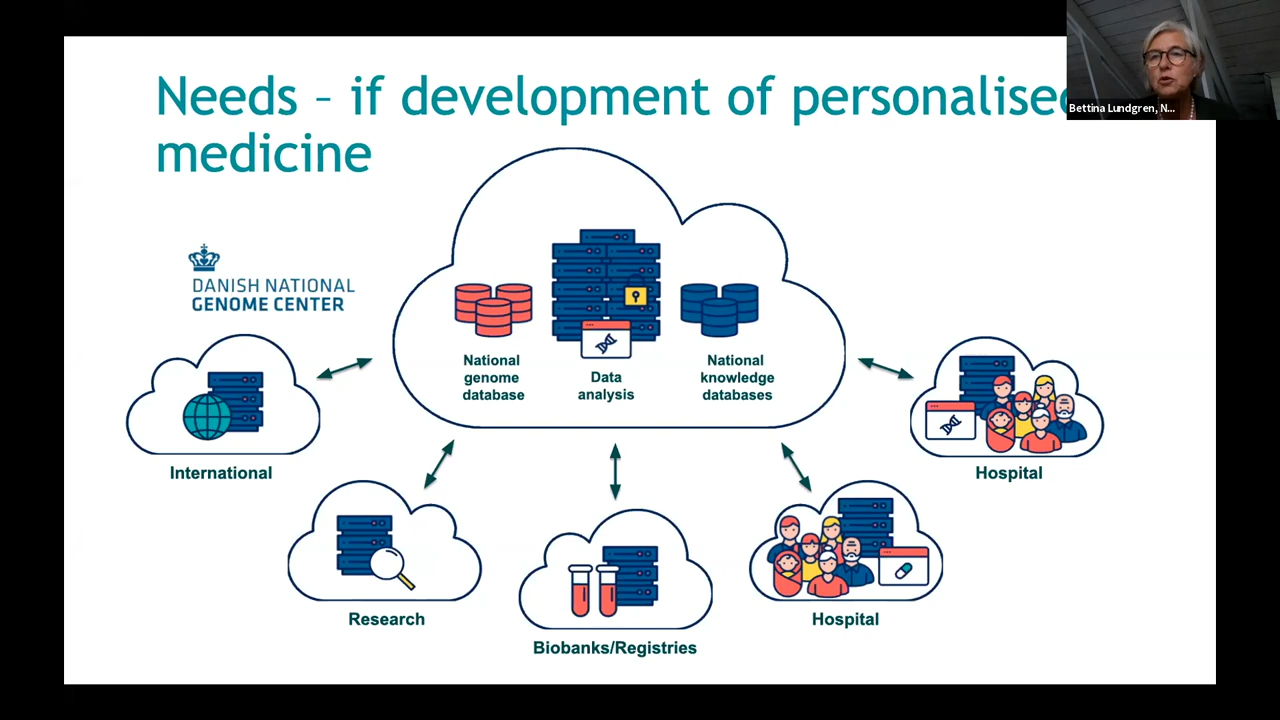 Needs – if development of personalised
medicine
Bettina Lundgren, N...
DANISH NATIONAL
GENOME CENTER
National
genome
database
Data
analysis
National
knowledge
databases
International
Hospital
Research
Hospital
Biobanks/Registries